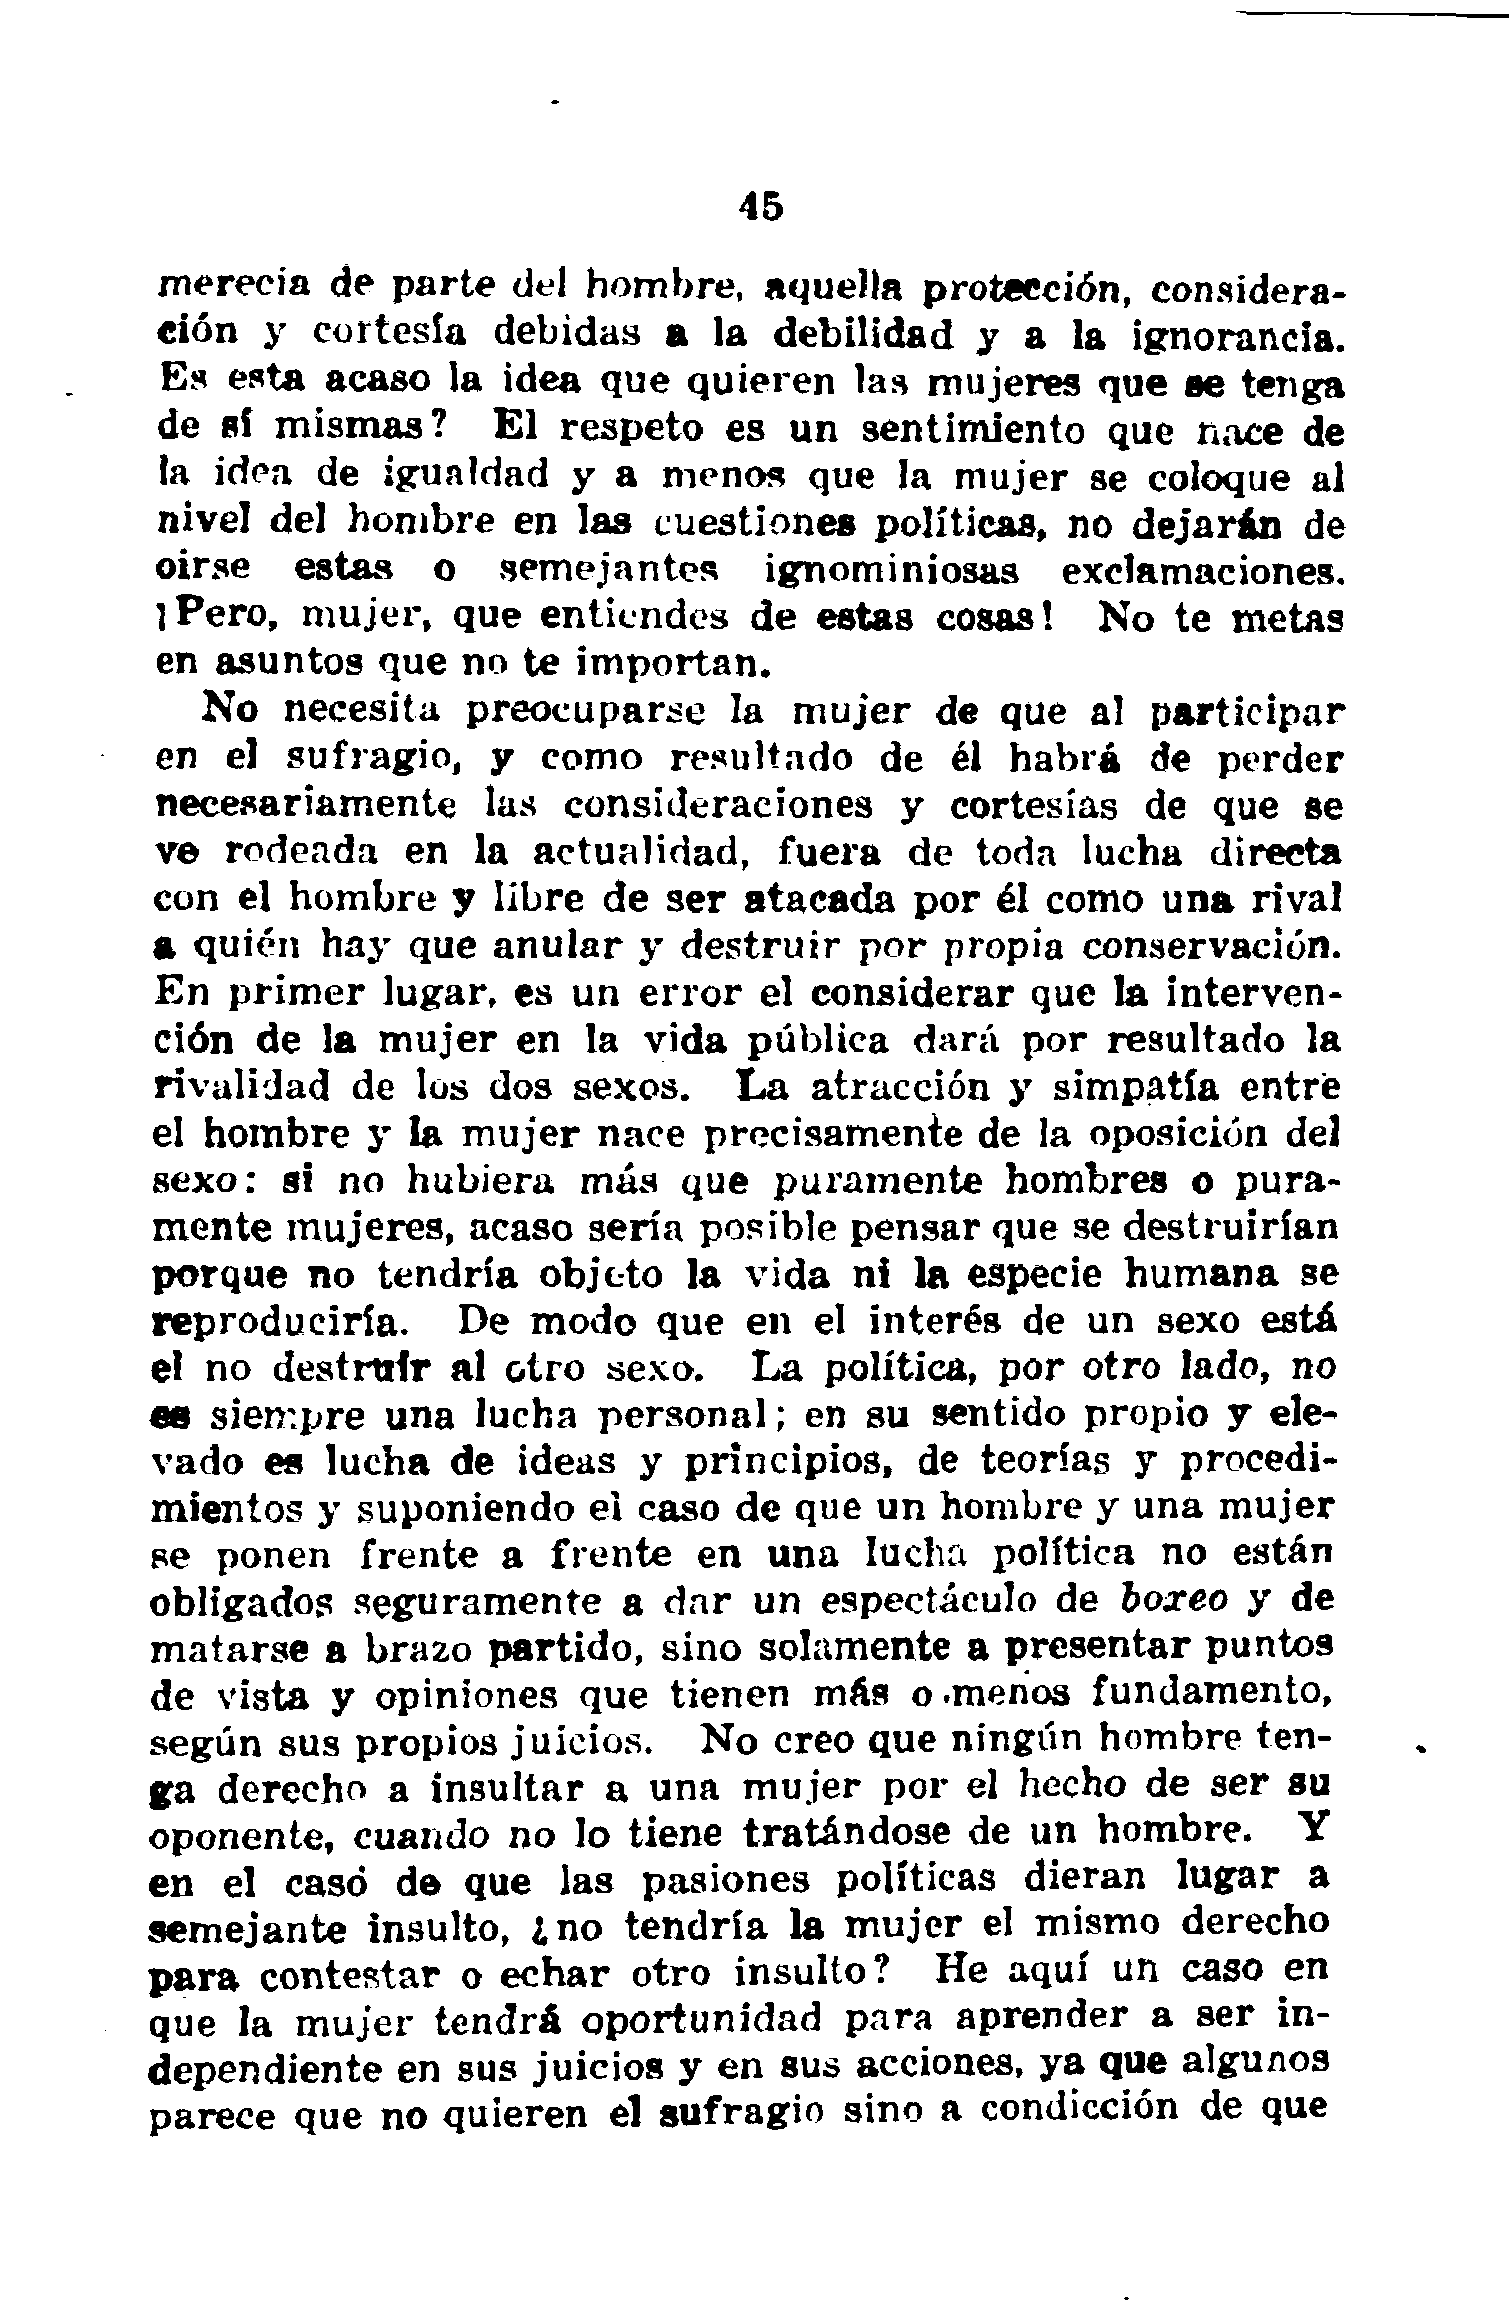 45
merecia de parte del hombre, aquella protección, considera-
ción y cortesía debidas a la debilidad y a la ignorancia.
Es esta acaso la idea que quieren las mujeres que se tenga
de sí mismas? El respeto es un sentimiento que nace de
la idea de igualdad y a menos que la mujer se coloque al
nivel del hombre en las cuestiones políticas, no dejarán de
oirse estas o semejantes ignominiosas exclamaciones.
¡Pero, mujer, que entiendes de estas cosas! No te metas
en asuntos que no te importan.
No necesita preocuparse la mujer de que al participar
en el sufragio, y como resultado de él habrá de perder
necesariamente las consideraciones y cortesías de que se
ve rodeada en la actualidad, fuera de toda lucha directa
con el hombre y libre de ser atacada por él como una rival
a quién hay que anular y destruir por propia conservación.
En primer lugar, es un error el considerar que la interven-
ción de la mujer en la vida pública dará por resultado la
rivalidad de los dos sexos. La atracción y simpatía entre
el hombre y la mujer nace precisamente de la oposición del
sexo: si no hubiera más que puramente hombres o pura-
mente mujeres, acaso sería posible pensar que se destruirían
porque no tendría objeto la vida ni la especie humana se
reproduciría. De modo que en el interés de un sexo está
el no destruir al otro sexo. La política, por otro lado, no
es siempre una lucha personal; en su sentido propio y ele-
vado es lucha de ideas y principios, de teorías y procedi-
mientos y suponiendo el caso de que un hombre y una mujer
se ponen frente a frente en una lucha política no están
obligados seguramente a dar un espectáculo de boxeo y de
matarse a brazo partido, sino solamente a presentar puntos
de vista y opiniones que tienen más o menos fundamento,
según sus propios juicios. No creo que ningún hombre ten-
ga derecho a insultar a una mujer por el hecho de ser su
oponente, cuando no lo tiene tratándose de un hombre. Y
en el casó de que las pasiones políticas dieran lugar a
semejante insulto, ¿no tendría la mujer el mismo derecho
para contestar o echar otro insulto? He aquí un caso en
que la mujer tendrá oportunidad para aprender a ser in-
dependiente en sus juicios y en sus acciones, ya que algunos
parece que no quieren el sufragio sino a condicción de que